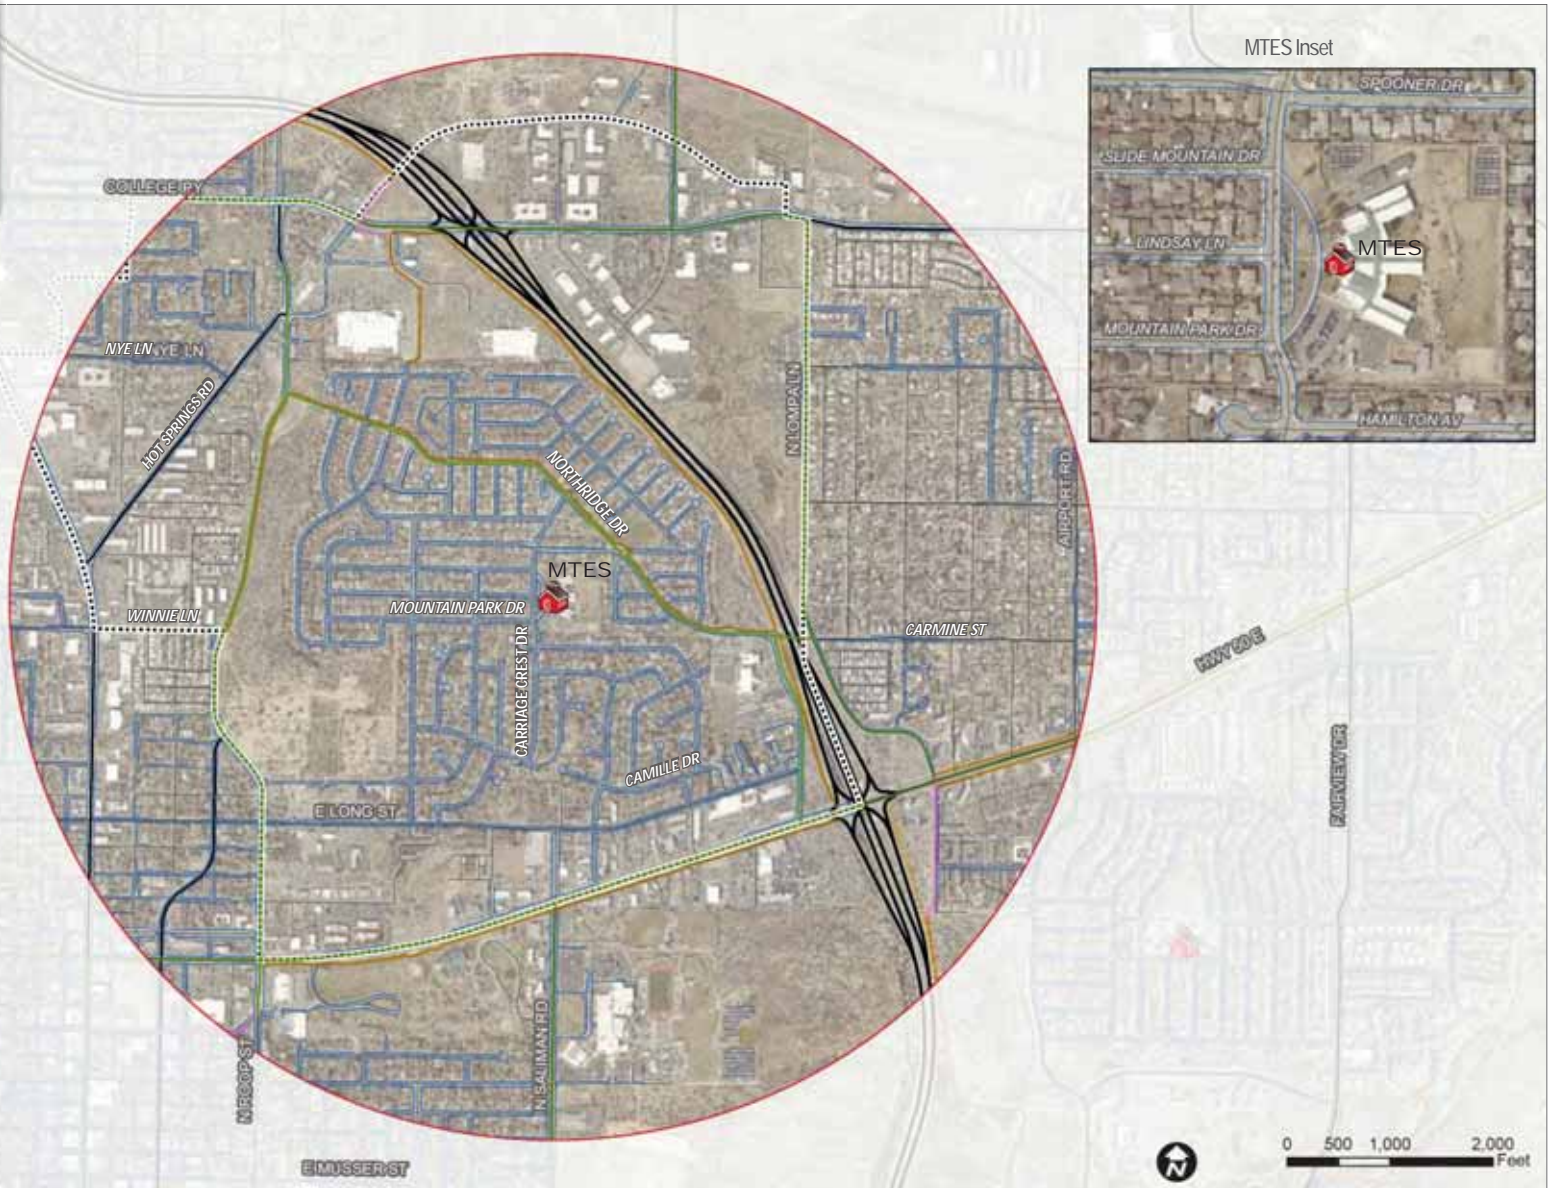 MTES Inset
SPOONER DR
SLIDE MOUNTAIN DR
LINDSAY LN
MTES
MOUNTAIN PARK DR
HAMILTON AV
COLLEGE PY
NYE LN
NYE LN
HOT SPRINGS RD
N LOMPA LN
NORTHRIDGE DR
AIRPORT RD
MTES
MOUNTAIN PARK DR
WINNIE LN
CARMINE ST
HWY 50 E
CARRIAGE CREST DR
CAMILLE DR
FAIRVIEW DR
E LONG ST
N SALIMAN RD
N ROOP ST
E MUSSER ST
N
0 500 1,000 2,000
Feet